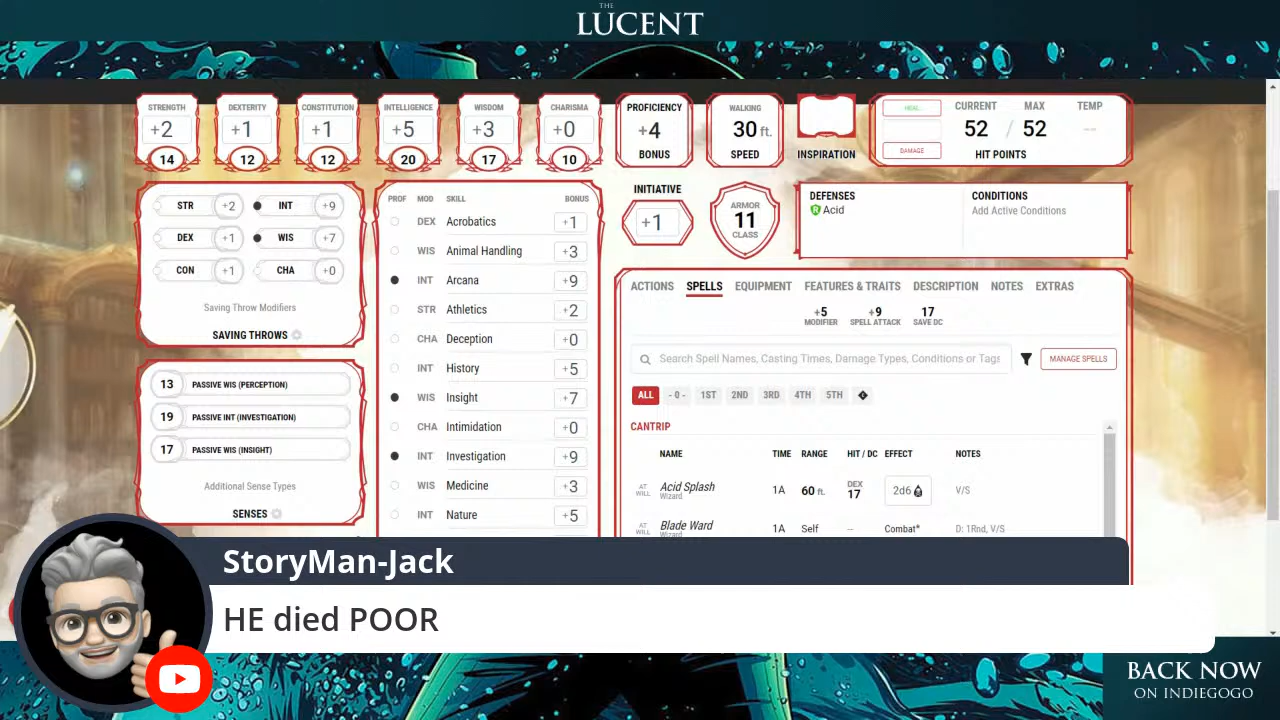 THE
LUCENT
STRENGTH
+2
14
DEXTERITY
+1
12
CONSTITUTION
+1
12
INTELLIGENCE
+5
20
WISDOM
+3
17
CHARISMA
+0
10
PROFICIENCY
+4
BONUS
WALKING
30 ft.
SPEED
INSPIRATION
HEAL
DAMAGE
CURRENT MAX TEMP
52 / 52
HIT POINTS
STR +2 INT +9
DEX +1 WIS +7
CON +1 CHA +0
Saving Throw Modifiers
SAVING THROWS
13 PASSIVE WIS (PERCEPTION)
19 PASSIVE INT (INVESTIGATION)
17 PASSIVE WIS (INSIGHT)
Additional Sense Types
SENSES
PROF MOD SKILL BONUS
DEX Acrobatics +1
WIS Animal Handling +3
INT Arcana +9
STR Athletics +2
CHA Deception +0
INT History +5
WIS Insight +7
CHA Intimidation +0
INT Investigation +9
WIS Medicine +3
INT Nature +5
INITIATIVE
+1
ARMOR
11
CLASS
DEFENSES
R Acid
CONDITIONS
Add Active Conditions
ACTIONS SPELLS EQUIPMENT FEATURES & TRAITS DESCRIPTION NOTES EXTRAS
+5 +9 17
MODIFIER SPELL ATTACK SAVE DC
Search Spell Names, Casting Times, Damage Types, Conditions or Tags
MANAGE SPELLS
ALL - 0 - 1ST 2ND 3RD 4TH 5TH C
CANTRIP
NAME TIME RANGE HIT / DC EFFECT NOTES
AT WILL Acid Splash 1A 60 ft. DEX 17 2d6 V/S
Wizard
AT WILL Blade Ward 1A Self -- Combat* D: 1Rnd, V/S
Wizard
StoryMan-Jack
HE died POOR
BACK NOW
ON INDIEGOGO